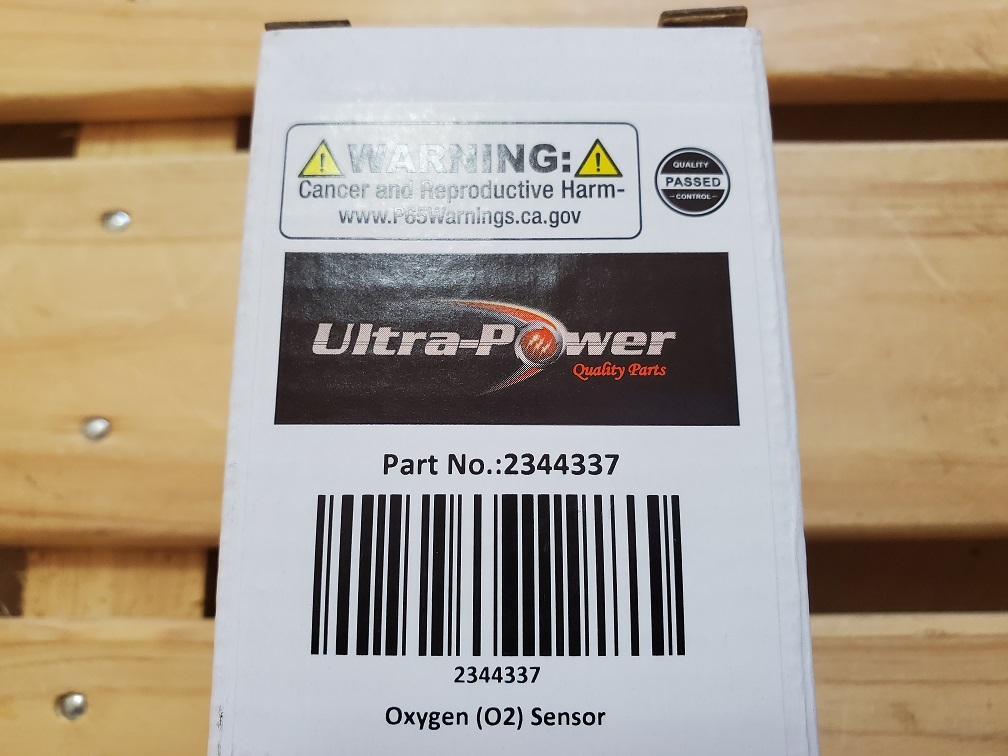 WARNING:
Cancer and Reproductive Harm-
www.P65Warnings.ca.gov
QUALITY
PASSED
-CONTROL-
Ultra-Power
Quality Parts
Part No.:2344337
2344337
Oxygen (O2) Sensor